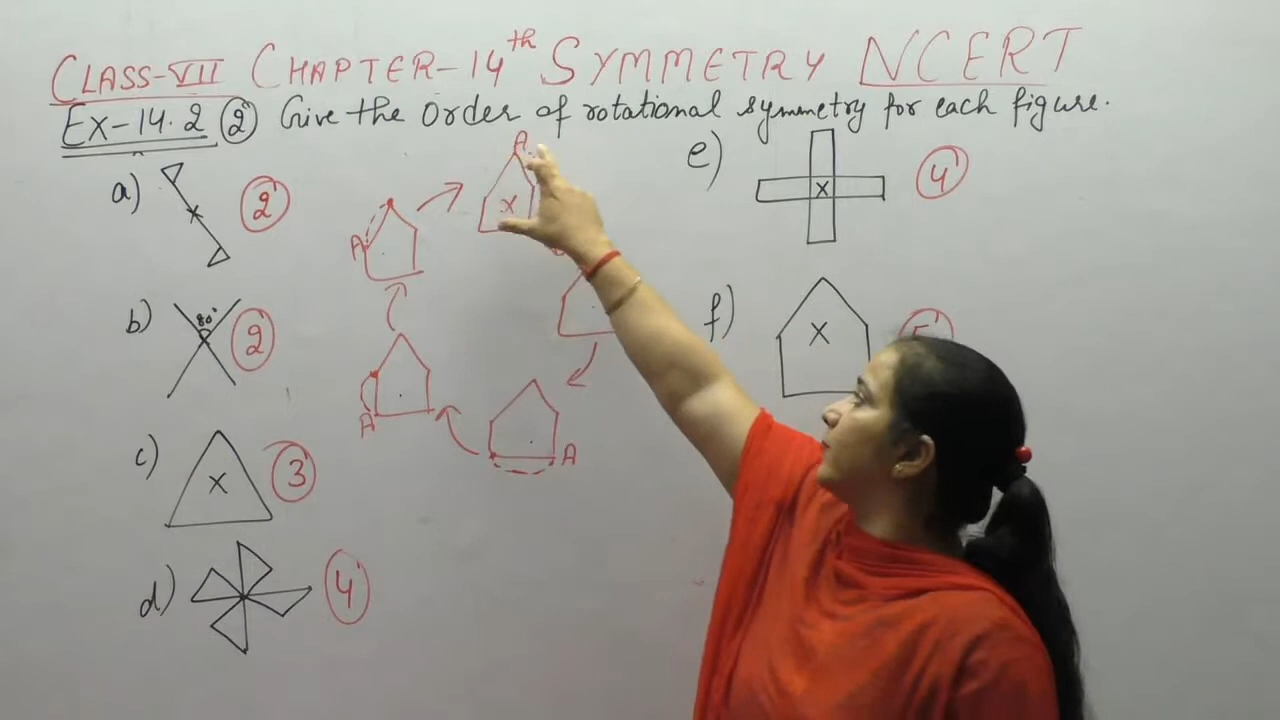 CLASS-VII CHAPTER-14th SYMMETRY NCERT
EX-14.2 (2) Give the order of rotational symmetry for each figure.
a) 2
b) 80° 2
c) 3
d) 4
A
A
A
A
e) 4
f) 5